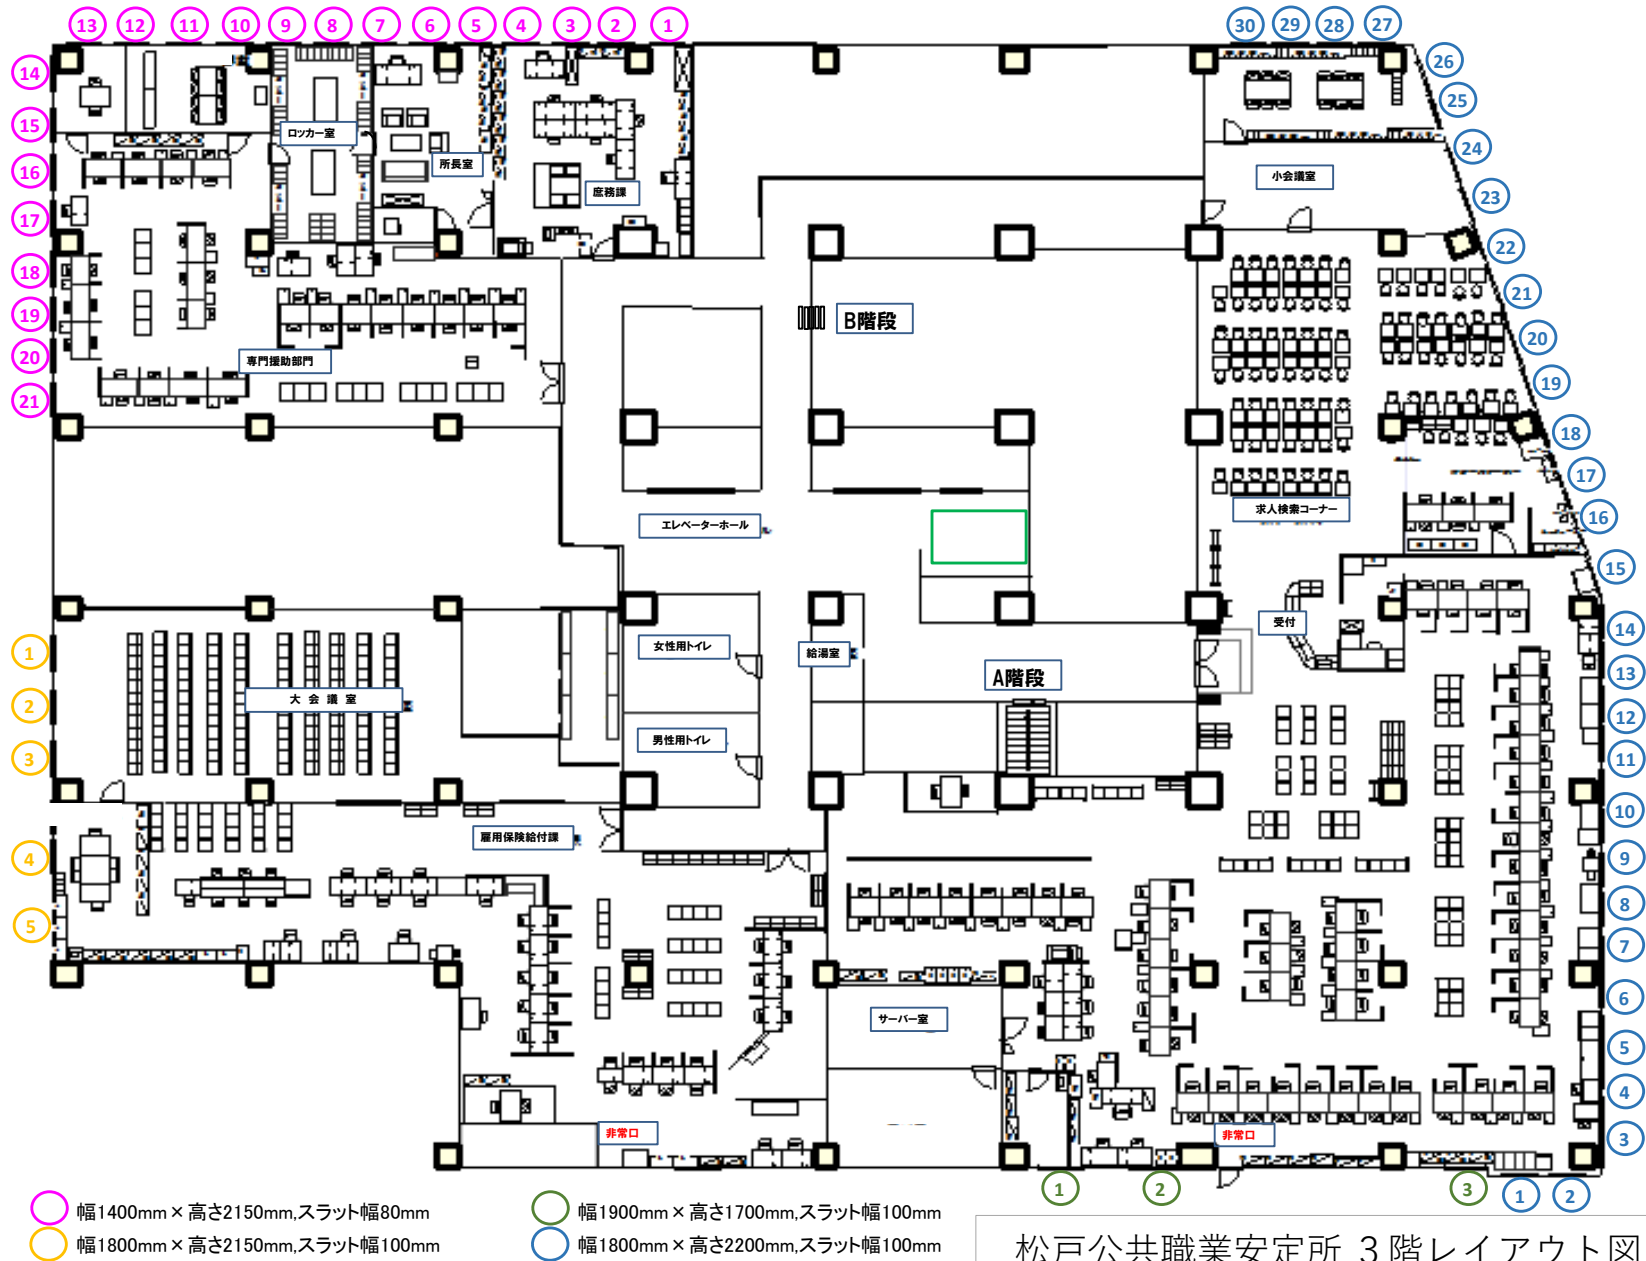 13 12 11 10 9 8 7 6 5 4 3 2 1
30 29 28 27
14
15
16
17
18
19
20
21
26
25
24
23
22
21
20
19
18
17
16
15
14
13
12
11
10
9
8
7
6
5
4
3
ロッカー室
所長室
庶務課
小会議室
B階段
専門援助部門
エレベーターホール
求人検索コーナー
受付
女性用トイレ
給湯室
A階段
大 会 議 室
男性用トイレ
1
2
3
4
5
雇用保険給付課
サーバー室
非常口
非常口
1 2 3 1 2
幅1400mm×高さ2150mm,スラット幅80mm
幅1900mm×高さ1700mm,スラット幅100mm
幅1800mm×高さ2150mm,スラット幅100mm
幅1800mm×高さ2200mm,スラット幅100mm
松戸公共職業安定所 3階レイアウト図